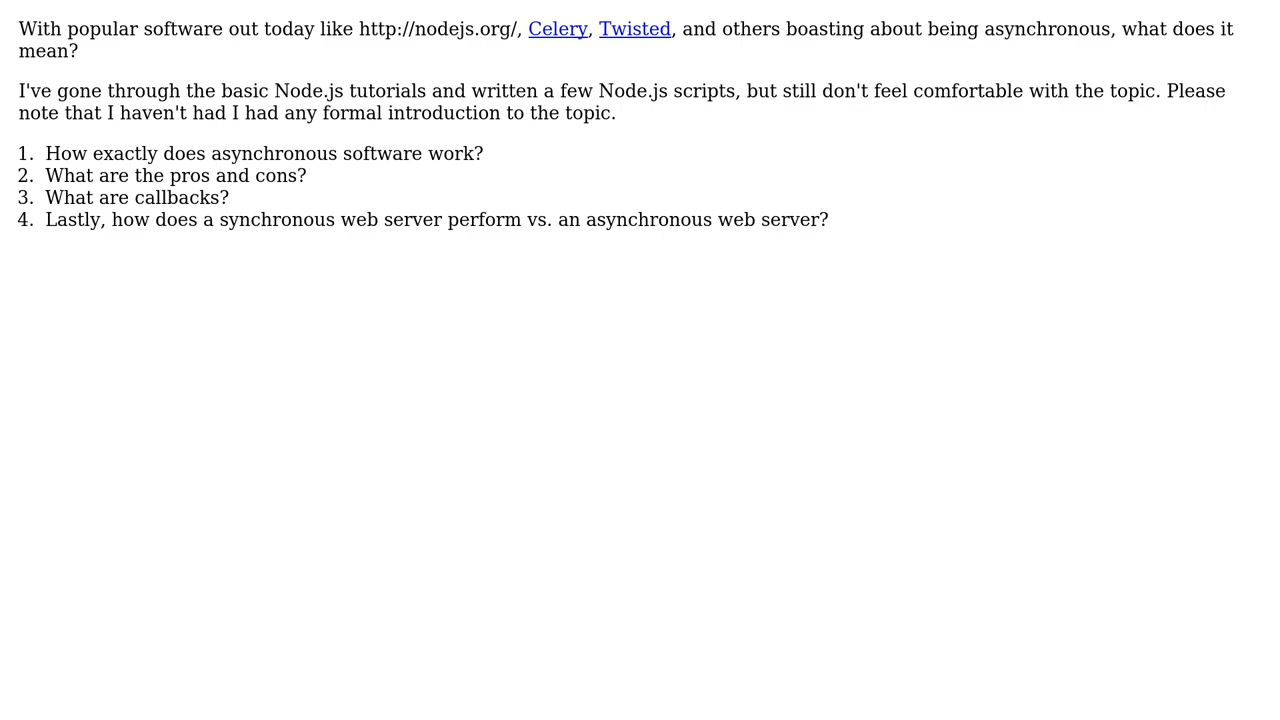 With popular software out today like http://nodejs.org/, Celery, Twisted, and others boasting about being asynchronous, what does it
mean?
I've gone through the basic Node.js tutorials and written a few Node.js scripts, but still don't feel comfortable with the topic. Please
note that I haven't had I had any formal introduction to the topic.
1. How exactly does asynchronous software work?
2. What are the pros and cons?
3. What are callbacks?
4. Lastly, how does a synchronous web server perform vs. an asynchronous web server?